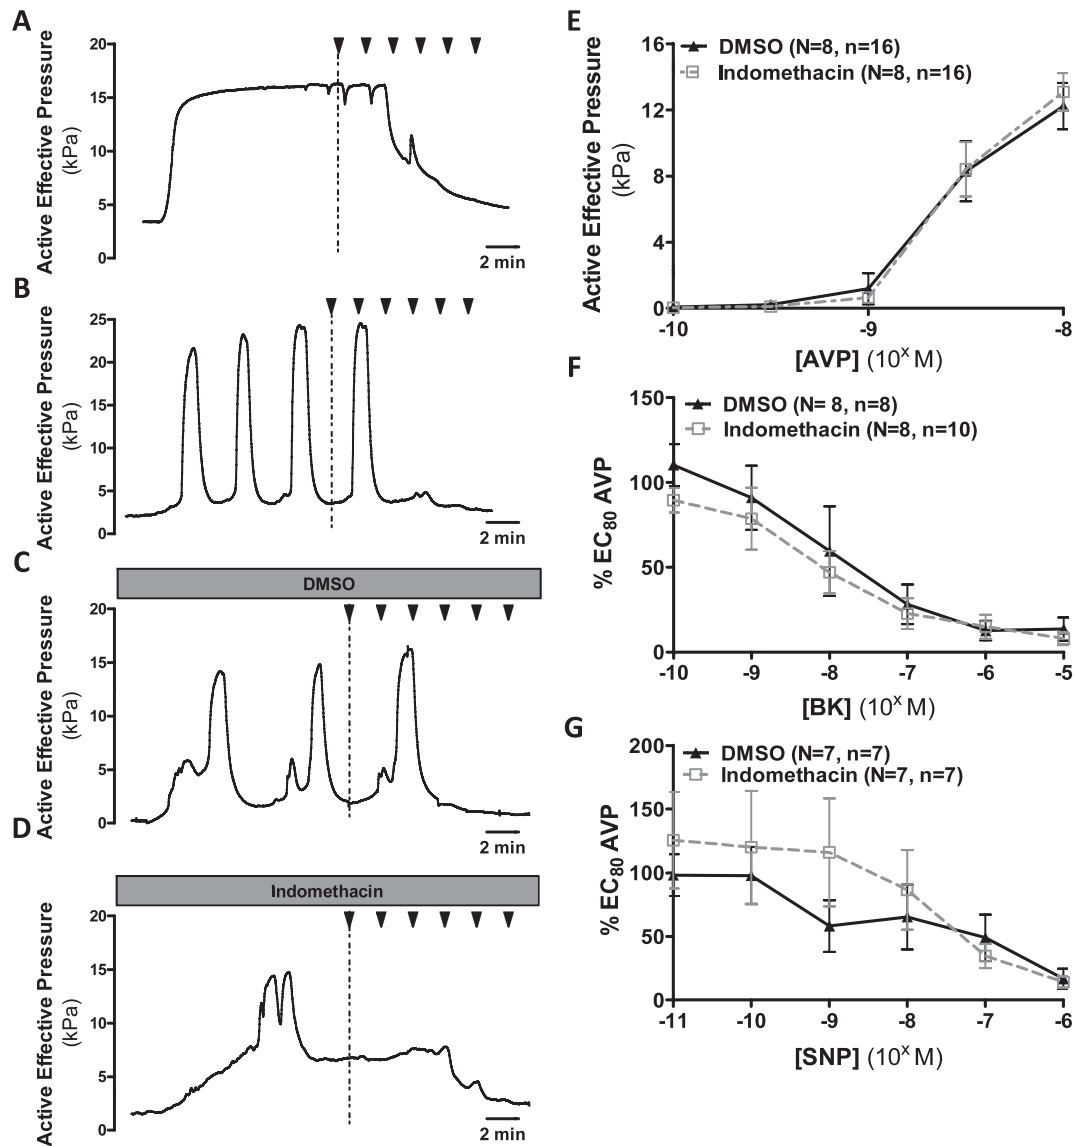 A
Active Effective Pressure
(kPa)
20
15
10
5
0
2 min
B
Active Effective Pressure
(kPa)
25
20
15
10
5
0
2 min
C
DMSO
Active Effective Pressure
(kPa)
20
15
10
5
0
2 min
D
Indomethacin
Active Effective Pressure
(kPa)
20
15
10
5
0
2 min
E
Active Effective Pressure
(kPa)
16
12
8
4
0
DMSO (N=8, n=16)
Indomethacin (N=8, n=16)
-10
-9
-8
[AVP] (10ˣ M)
F
% EC₈₀ AVP
150
100
50
0
DMSO (N= 8, n=8)
Indomethacin (N=8, n=10)
-10
-9
-8
-7
-6
-5
[BK] (10ˣ M)
G
% EC₈₀ AVP
200
150
100
50
0
DMSO (N=7, n=7)
Indomethacin (N=7, n=7)
-11
-10
-9
-8
-7
-6
[SNP] (10ˣ M)